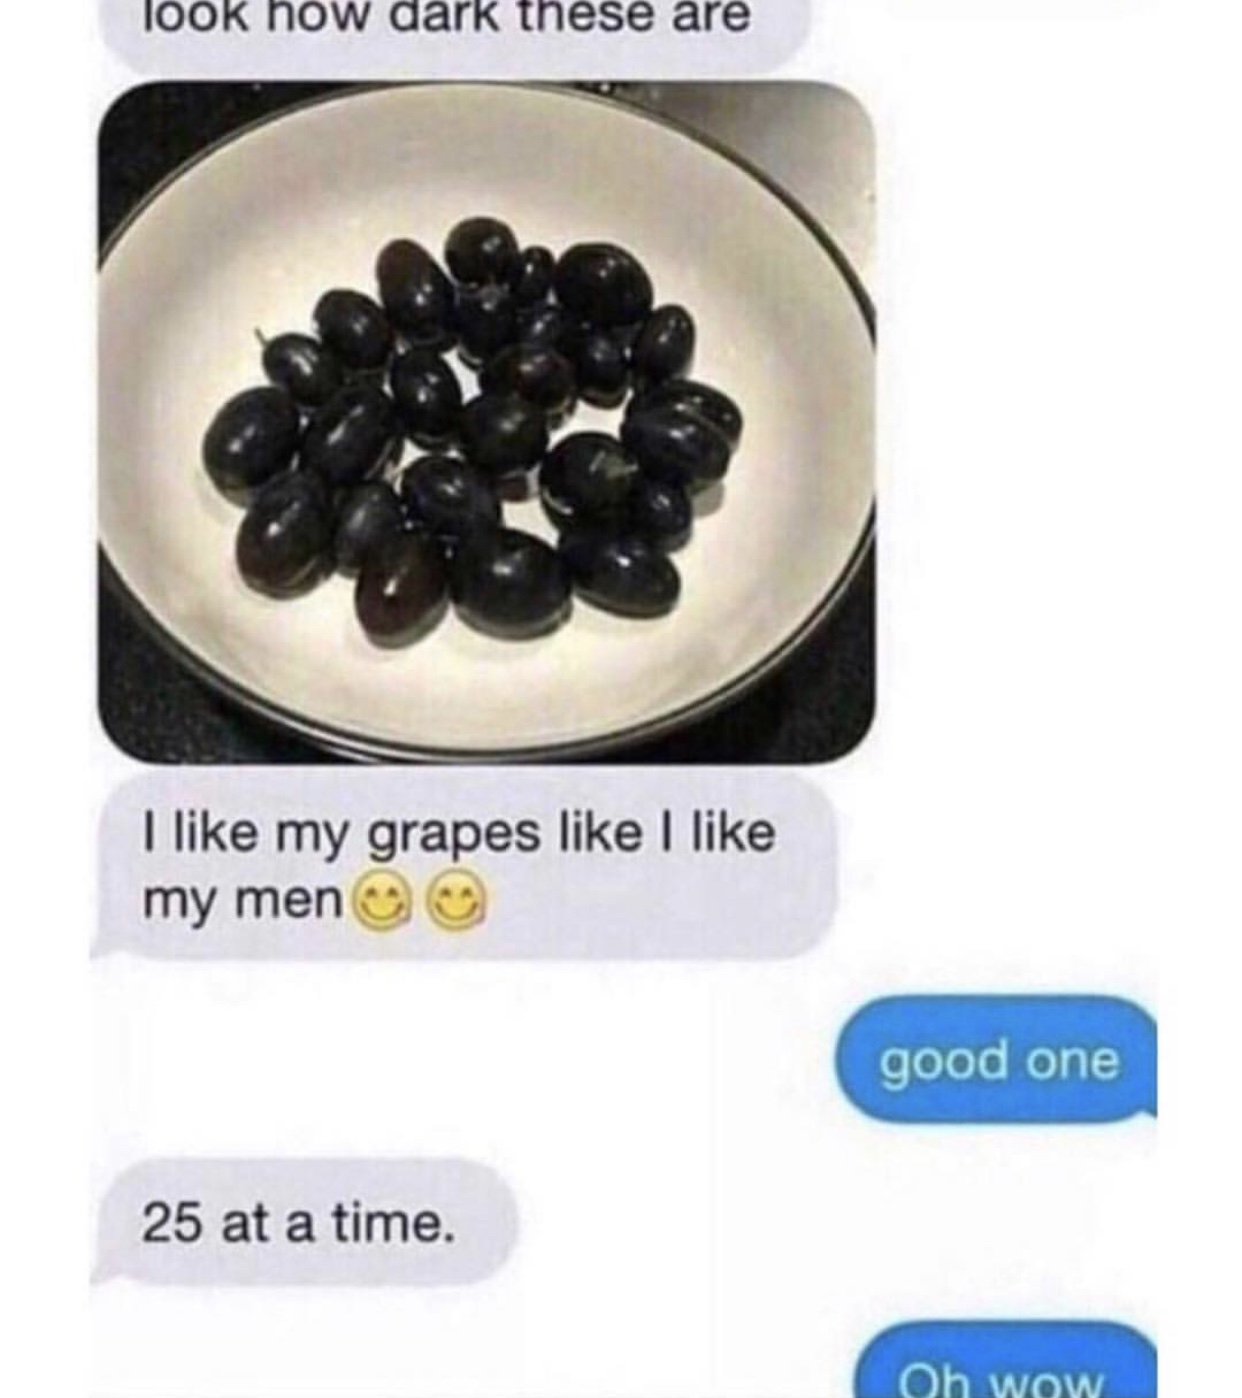 look how dark these are
I like my grapes like I like
my men😋😋
good one
25 at a time.
Oh wow